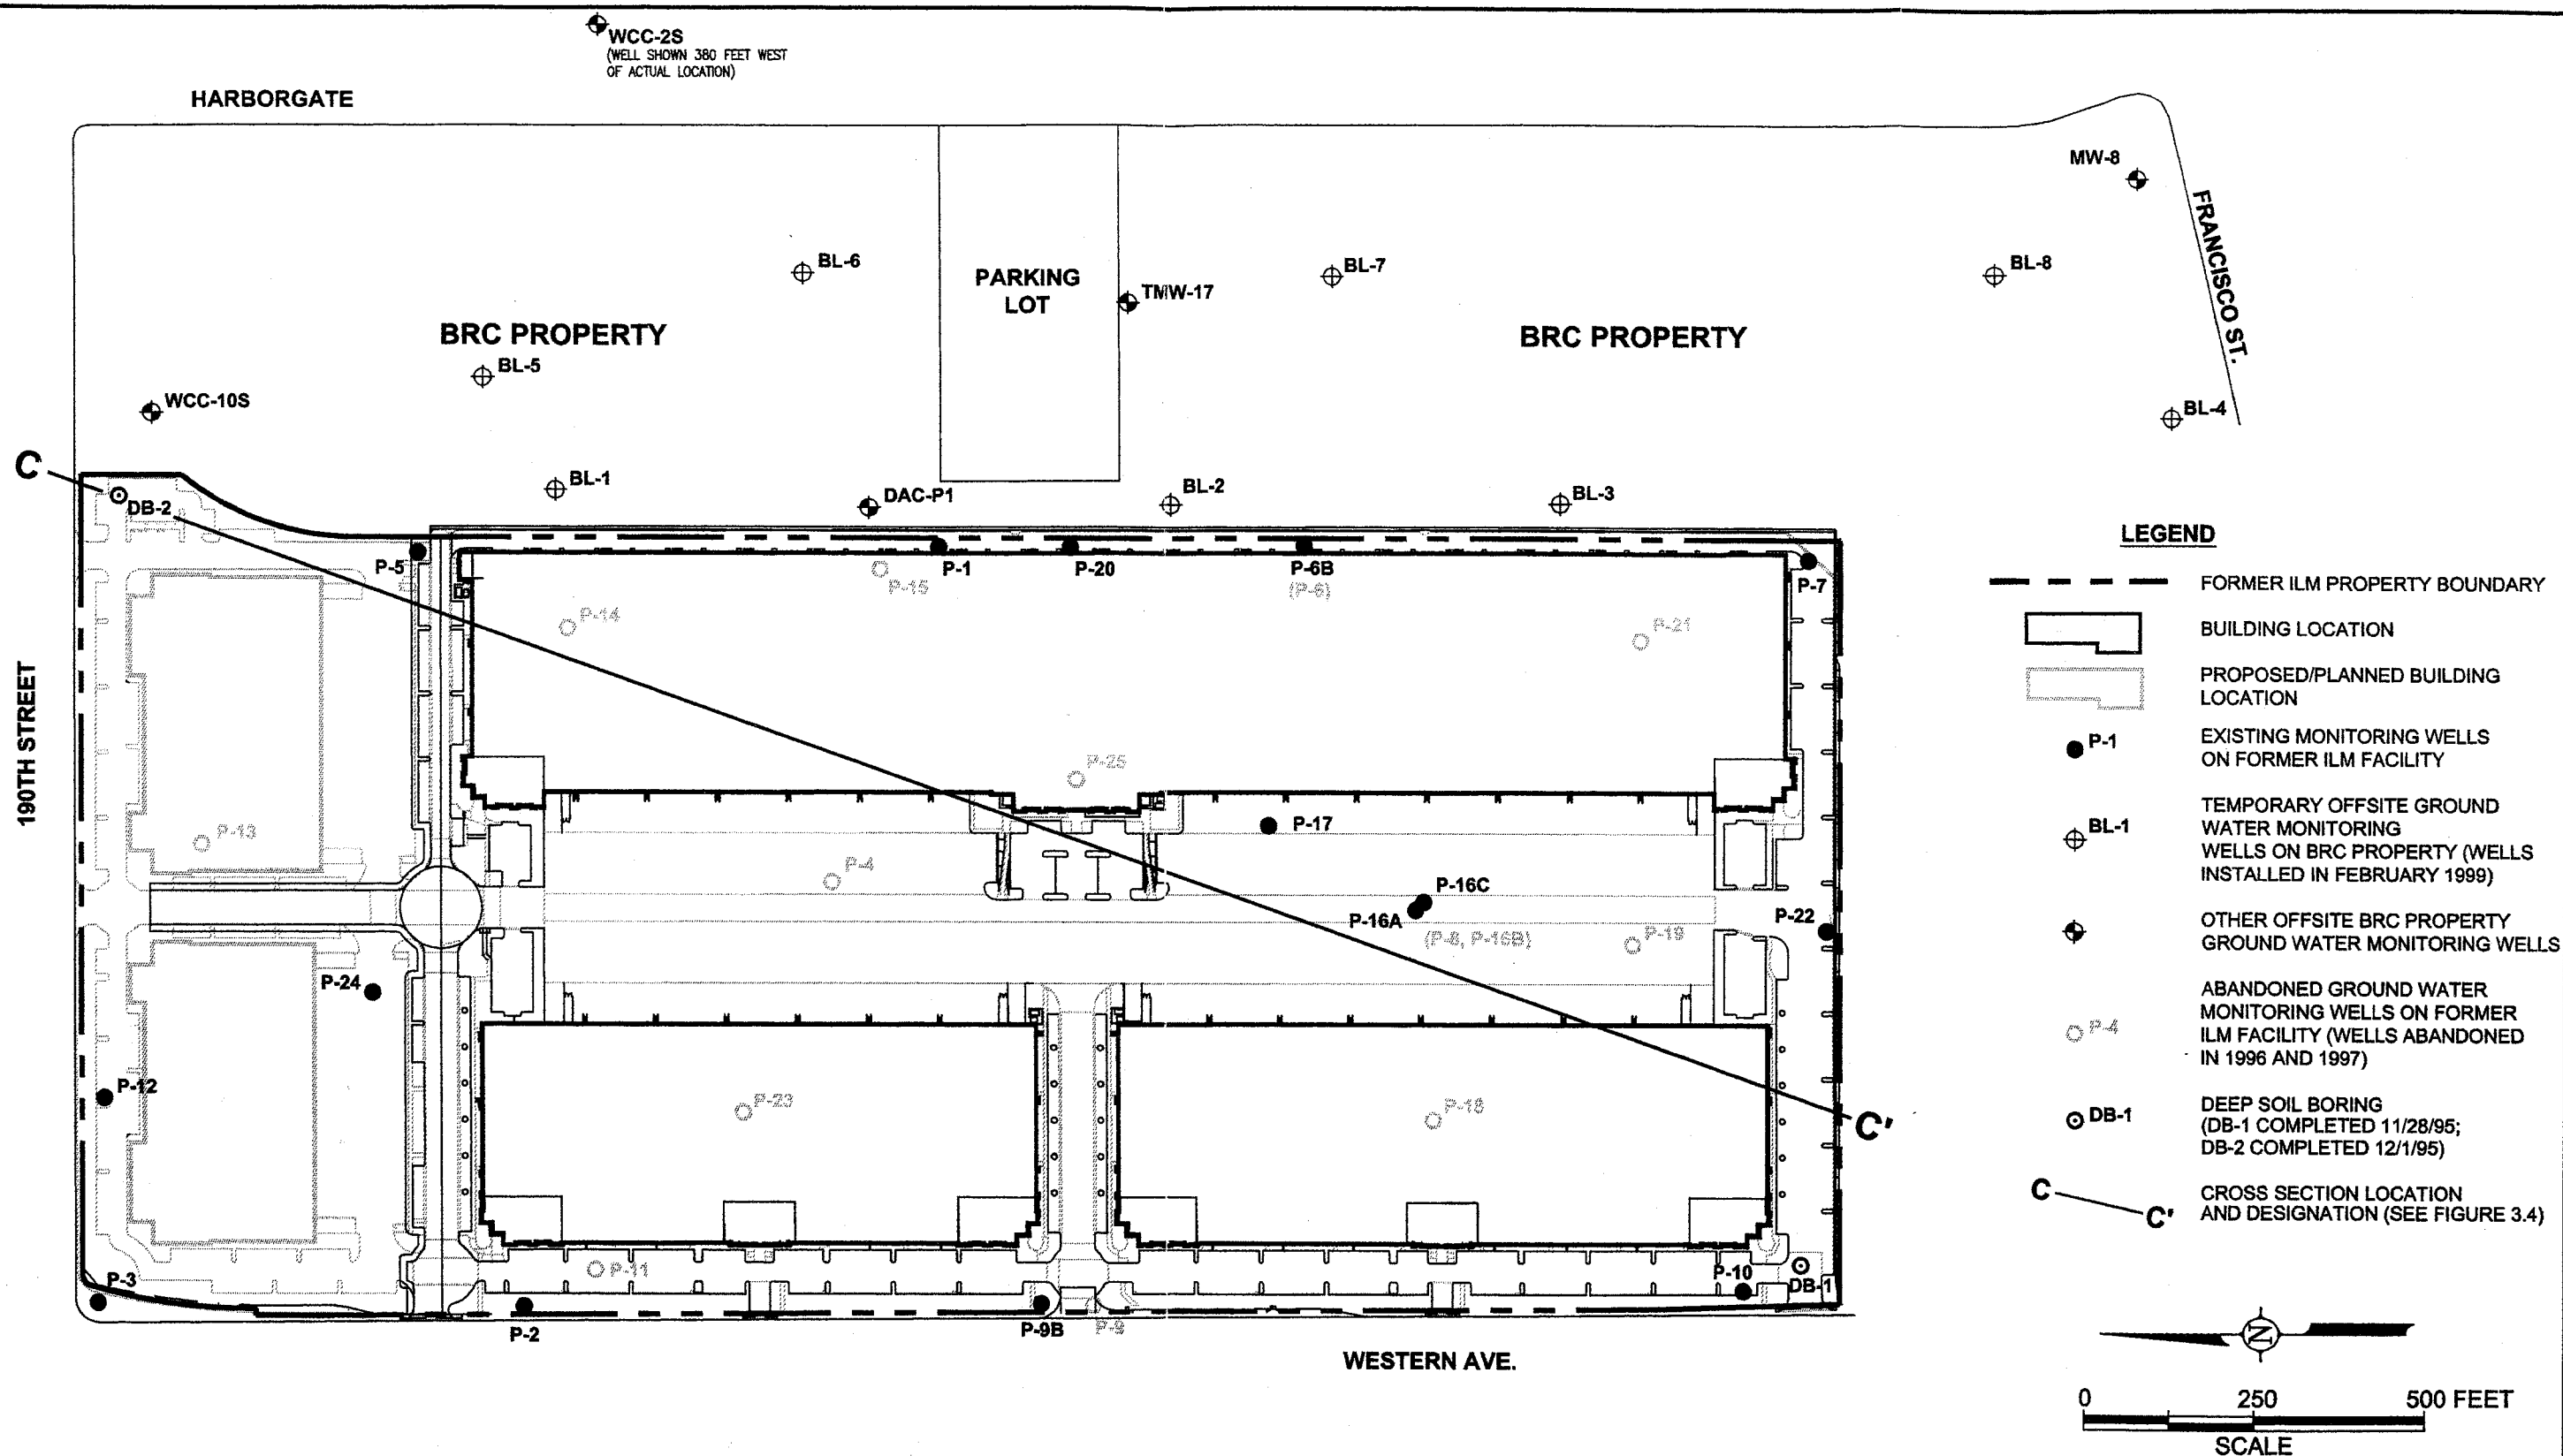 WCC-2S
(WELL SHOWN 380 FEET WEST
OF ACTUAL LOCATION)
HARBORGATE
MW-8
FRANCISCO ST.
BL-6
PARKING
LOT
TMW-17
BL-7
BL-8
BRC PROPERTY
BRC PROPERTY
BL-5
WCC-10S
BL-4
C
DB-2
BL-1
DAC-P1
BL-2
BL-3
P-5
P-15
P-1
P-20
P-6B
(P-6)
P-7
P-14
P-21
190TH STREET
P-25
P-13
P-17
P-4
P-16C
P-16A
(P-8, P-16B)
P-19
P-22
P-24
P-12
P-23
P-18
C'
P-3
P-11
P-10
DB-1
P-2
P-9B
P-9
WESTERN AVE.
LEGEND
FORMER ILM PROPERTY BOUNDARY
BUILDING LOCATION
PROPOSED/PLANNED BUILDING
LOCATION
P-1 EXISTING MONITORING WELLS
ON FORMER ILM FACILITY
TEMPORARY OFFSITE GROUND
WATER MONITORING
BL-1 WELLS ON BRC PROPERTY (WELLS
INSTALLED IN FEBRUARY 1999)
OTHER OFFSITE BRC PROPERTY
GROUND WATER MONITORING WELLS
ABANDONED GROUND WATER
MONITORING WELLS ON FORMER
P-4 ILM FACILITY (WELLS ABANDONED
IN 1996 AND 1997)
DB-1 DEEP SOIL BORING
(DB-1 COMPLETED 11/28/95;
DB-2 COMPLETED 12/1/95)
C C' CROSS SECTION LOCATION
AND DESIGNATION (SEE FIGURE 3.4)
N
0 250 500 FEET
SCALE